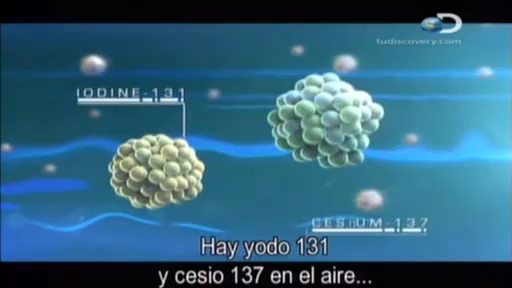 tudiscovery.com
IODINE-131
CESIUM-137
Hay yodo 131
y cesio 137 en el aire...